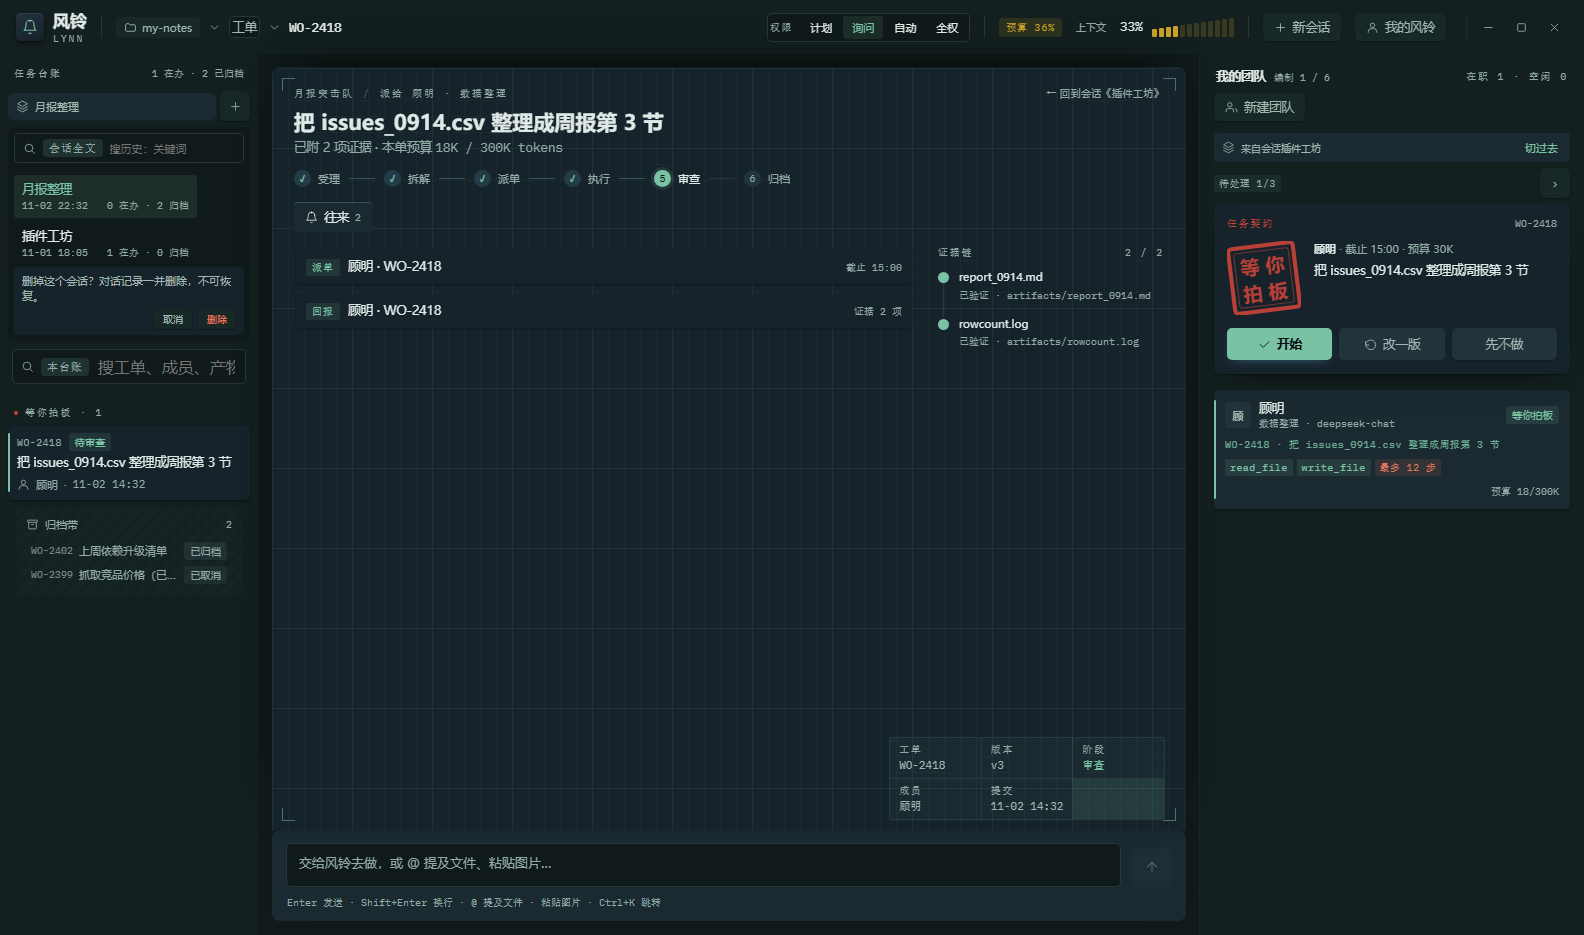 风铃
LYNN
my-notes
工单
WO-2418
权限 计划 询问 自动 全权
预算 36%
上下文 33%
新会话
我的风铃
任务台账
1 在办 · 2 已归档
月报整理
会话全文 搜历史: 关键词
月报整理
11-02 22:32 0 在办 · 2 归档
插件工坊
11-01 18:05 1 在办 · 0 归档
删掉这个会话？对话记录一并删除，不可恢
复。
取消 删除
本台账 搜工单、成员、产物
等你拍板 · 1
WO-2418 待审查
把 issues_0914.csv 整理成周报第 3 节
顾明 · 11-02 14:32
归档带 2
WO-2402 上周依赖升级清单 已归档
WO-2399 抓取竞品价格（已... 已取消
月报突击队 / 派给 顾明 · 数据整理
← 回到会话《插件工坊》
把 issues_0914.csv 整理成周报第 3 节
已附 2 项证据 · 本单预算 18K / 300K tokens
✓ 受理 ✓ 拆解 ✓ 派单 ✓ 执行 5 审查 6 归档
往来 2
派单 顾明 · WO-2418 截止 15:00
回报 顾明 · WO-2418 证据 2 项
证据链 2 / 2
report_0914.md
已验证 · artifacts/report_0914.md
rowcount.log
已验证 · artifacts/rowcount.log
工单 版本 阶段
WO-2418 v3 审查
成员 提交
顾明 11-02 14:32
交给风铃去做，或 @ 提及文件、粘贴图片...
Enter 发送 · Shift+Enter 换行 · @ 提及文件 · 粘贴图片 · Ctrl+K 跳转
我的团队 编制 1 / 6
在职 1 · 空闲 0
新建团队
来自会话插件工坊 切过去
待处理 1/3
任务契约 WO-2418
等你
拍板
顾明 · 截止 15:00 · 预算 30K
把 issues_0914.csv 整理成周报第 3 节
开始 改一版 先不做
顾 顾明 等你拍板
数据整理 · deepseek-chat
WO-2418 · 把 issues_0914.csv 整理成周报第 3 节
read_file write_file 最多 12 步
预算 18/300K